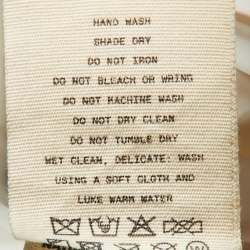 HAND WASH
SHADE DRY
DO NOT IRON
DO NOT BLEACH OR WRING
DO NOT MACHINE WASH
DO NOT DRY CLEAN
DO NOT TUMBLE DRY
WET CLEAN, DELICATE: WASH
USING A SOFT CLOTH AND
LUKE WARM WATER